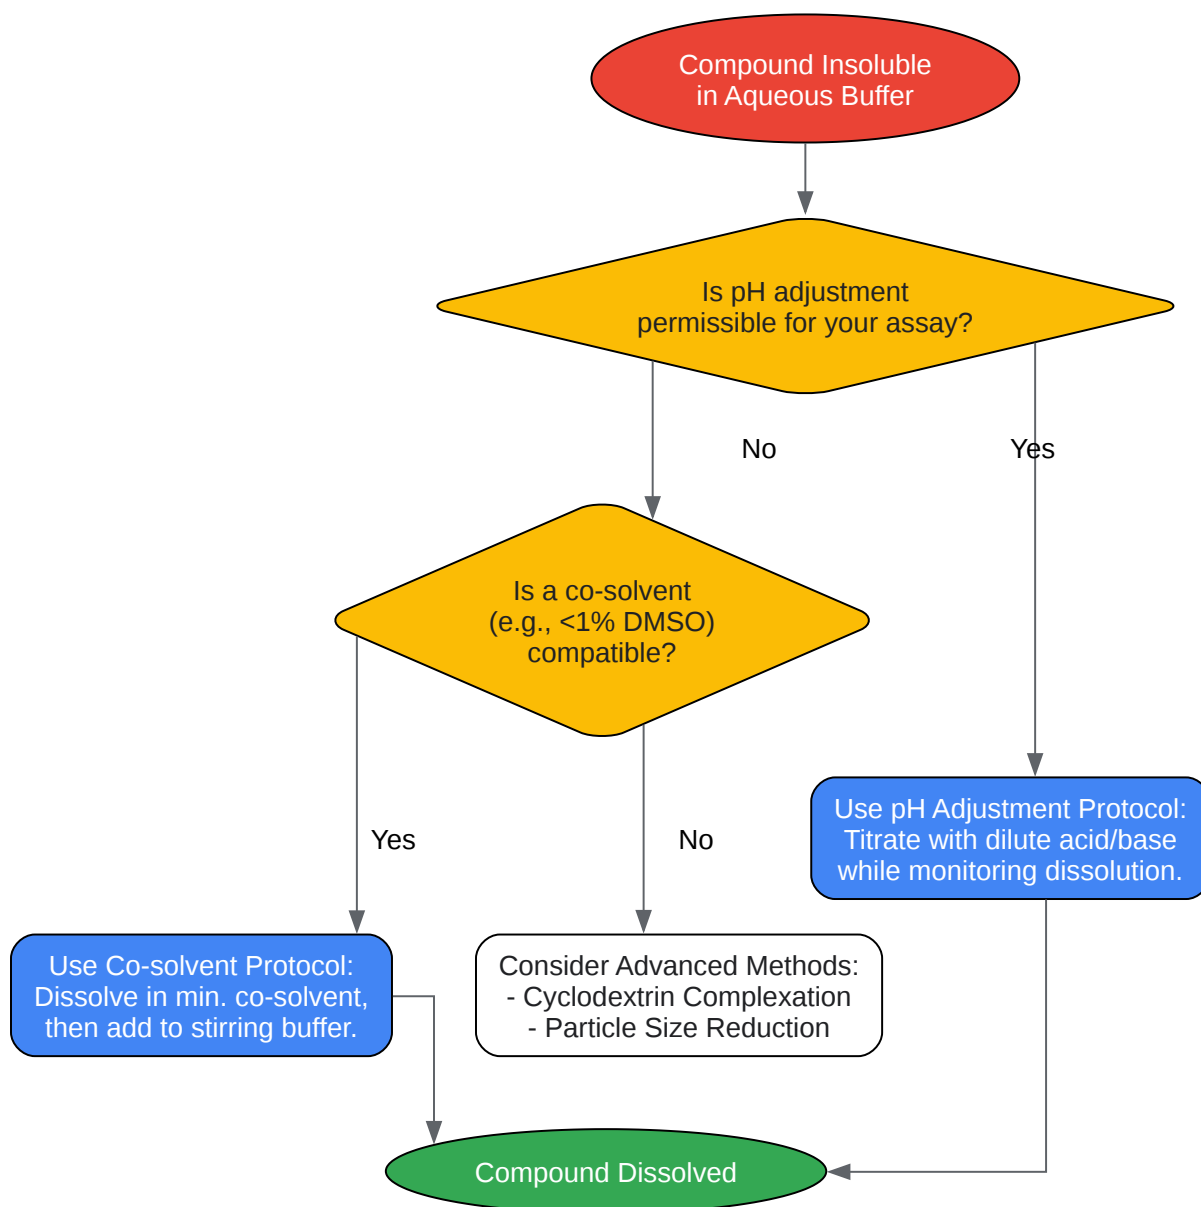 Compound Insoluble
in Aqueous Buffer
Is pH adjustment
permissible for your assay?
No
Yes
Is a co-solvent
(e.g., <1% DMSO)
compatible?
Yes
No
Use pH Adjustment Protocol:
Titrate with dilute acid/base
while monitoring dissolution.
Use Co-solvent Protocol:
Dissolve in min. co-solvent,
then add to stirring buffer.
Consider Advanced Methods:
- Cyclodextrin Complexation
- Particle Size Reduction
Compound Dissolved